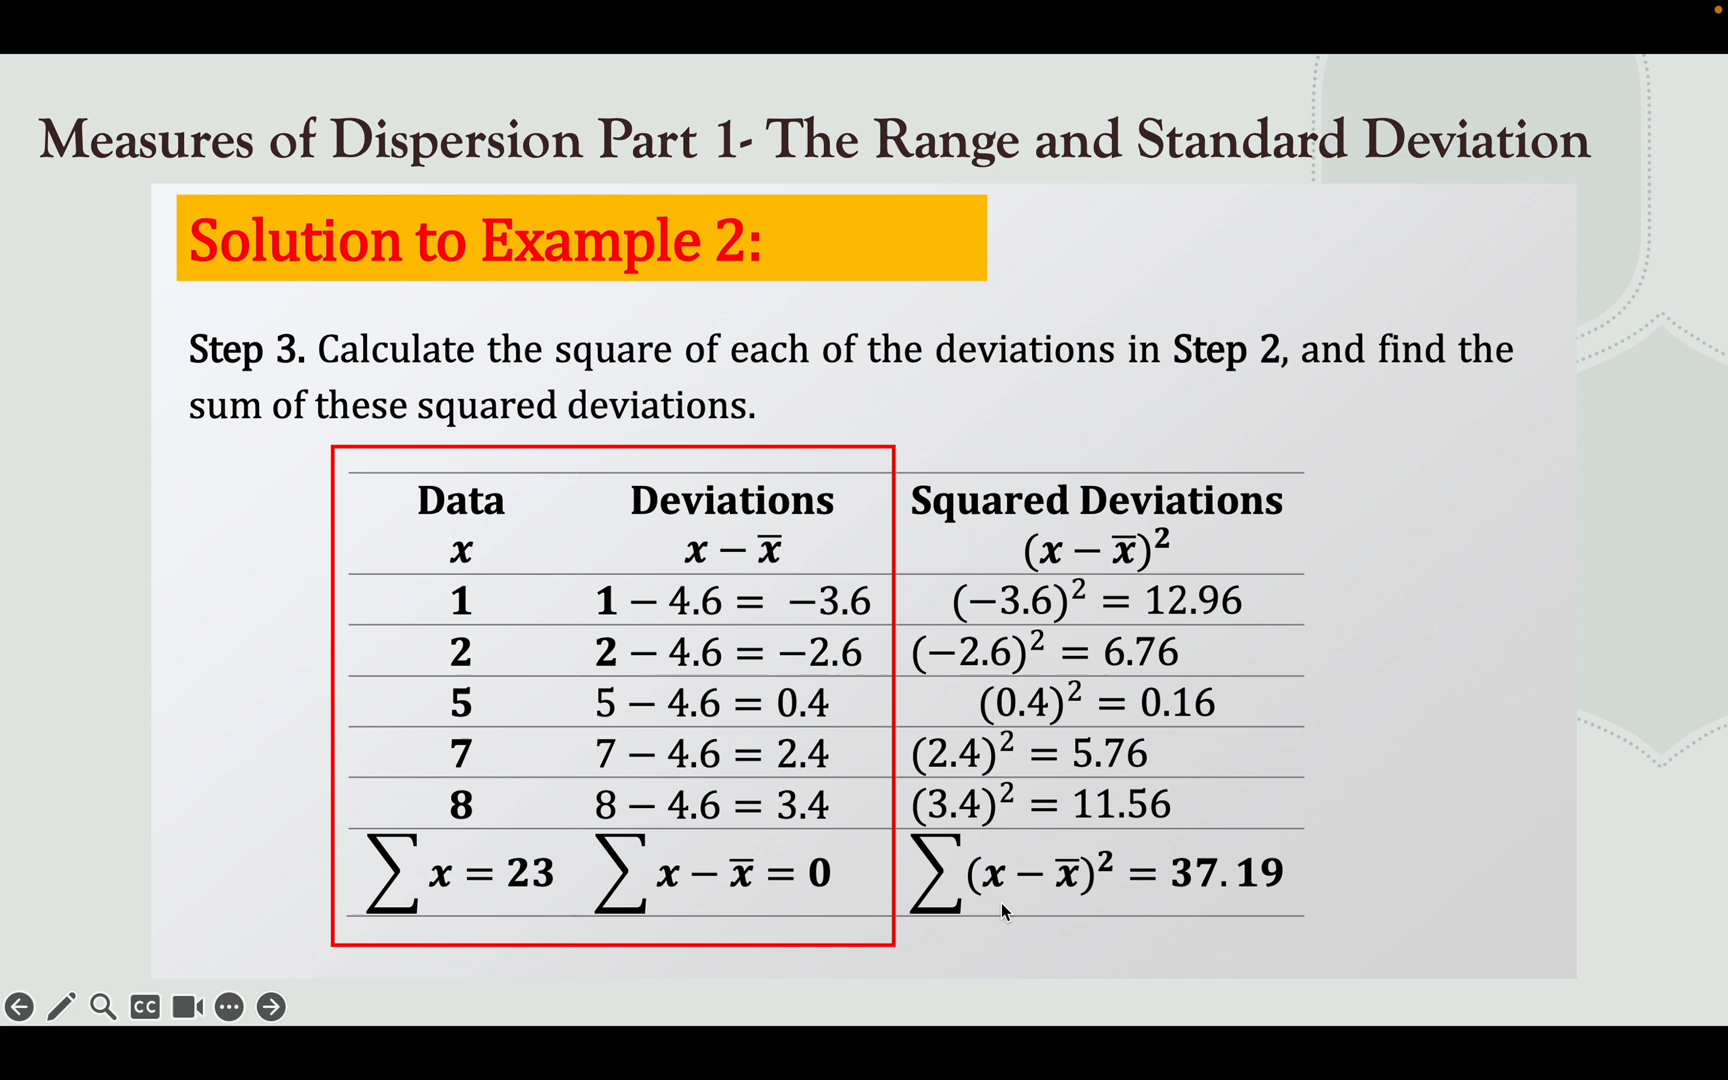 Measures of Dispersion Part 1- The Range and Standard Deviation
Solution to Example 2:
Step 3. Calculate the square of each of the deviations in Step 2, and find the
sum of these squared deviations.
Data Deviations Squared Deviations
x x − x̅ (x − x̅)²
1 1 − 4.6 = −3.6 (−3.6)² = 12.96
2 2 − 4.6 = −2.6 (−2.6)² = 6.76
5 5 − 4.6 = 0.4 (0.4)² = 0.16
7 7 − 4.6 = 2.4 (2.4)² = 5.76
8 8 − 4.6 = 3.4 (3.4)² = 11.56
∑ x = 23 ∑ x − x̅ = 0 ∑ (x − x̅)² = 37.19
CC